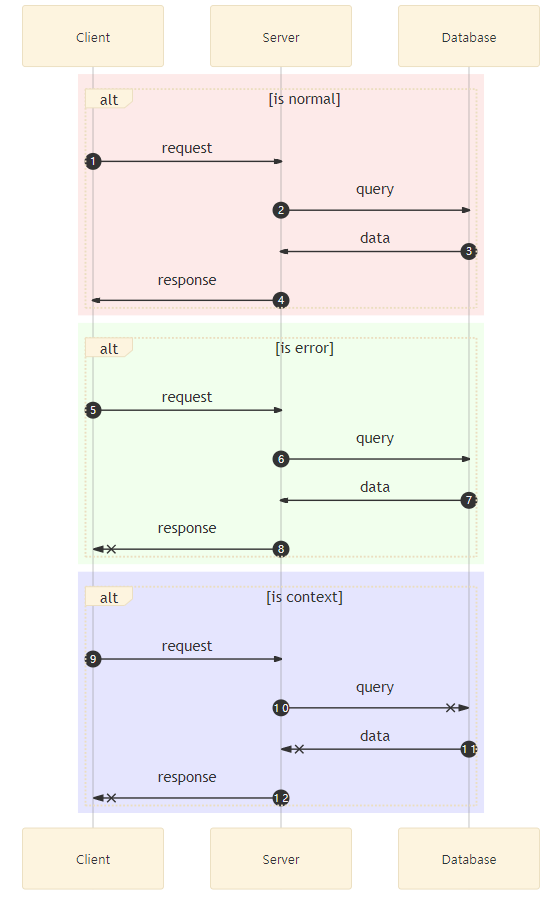 Client
Server
Database
alt
[is normal]
request
1
query
2
data
3
response
4
alt
[is error]
request
5
query
6
data
7
response
8
alt
[is context]
request
9
query
10
data
11
response
12
Client
Server
Database